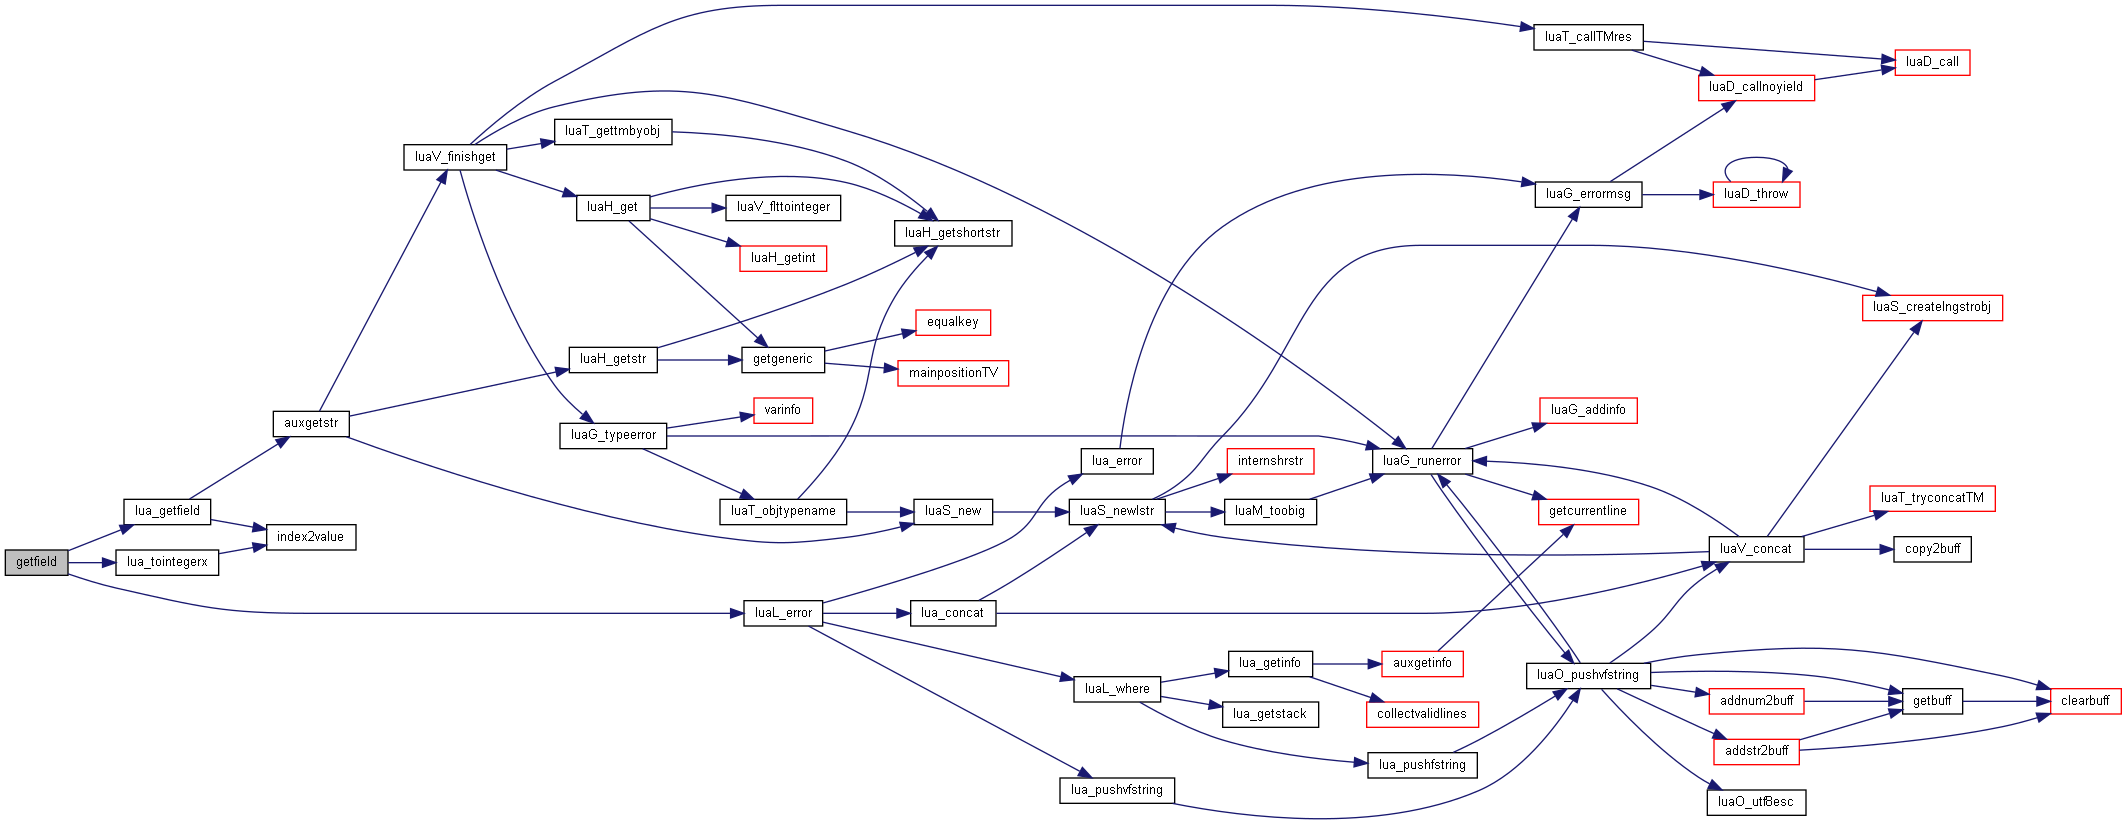 luaT_callTMres
luaD_call
luaD_callnoyield
luaT_gettmbyobj
luaV_finishget
luaD_throw
luaG_errormsg
luaH_get
luaV_flttointeger
luaH_getshortstr
luaH_getint
luaS_createlngstrobj
equalkey
luaH_getstr
getgeneric
mainpositionTV
varinfo
luaG_addinfo
auxgetstr
luaG_typeerror
lua_error
internshrstr
luaG_runerror
luaT_tryconcatTM
lua_getfield
luaT_objtypename
luaS_new
luaS_newlstr
luaM_toobig
getcurrentline
index2value
luaV_concat
copy2buff
getfield
lua_tointegerx
luaL_error
lua_concat
lua_getinfo
auxgetinfo
luaO_pushvfstring
luaL_where
lua_getstack
collectvalidlines
addnum2buff
getbuff
clearbuff
addstr2buff
lua_pushfstring
lua_pushvfstring
luaO_utf8esc